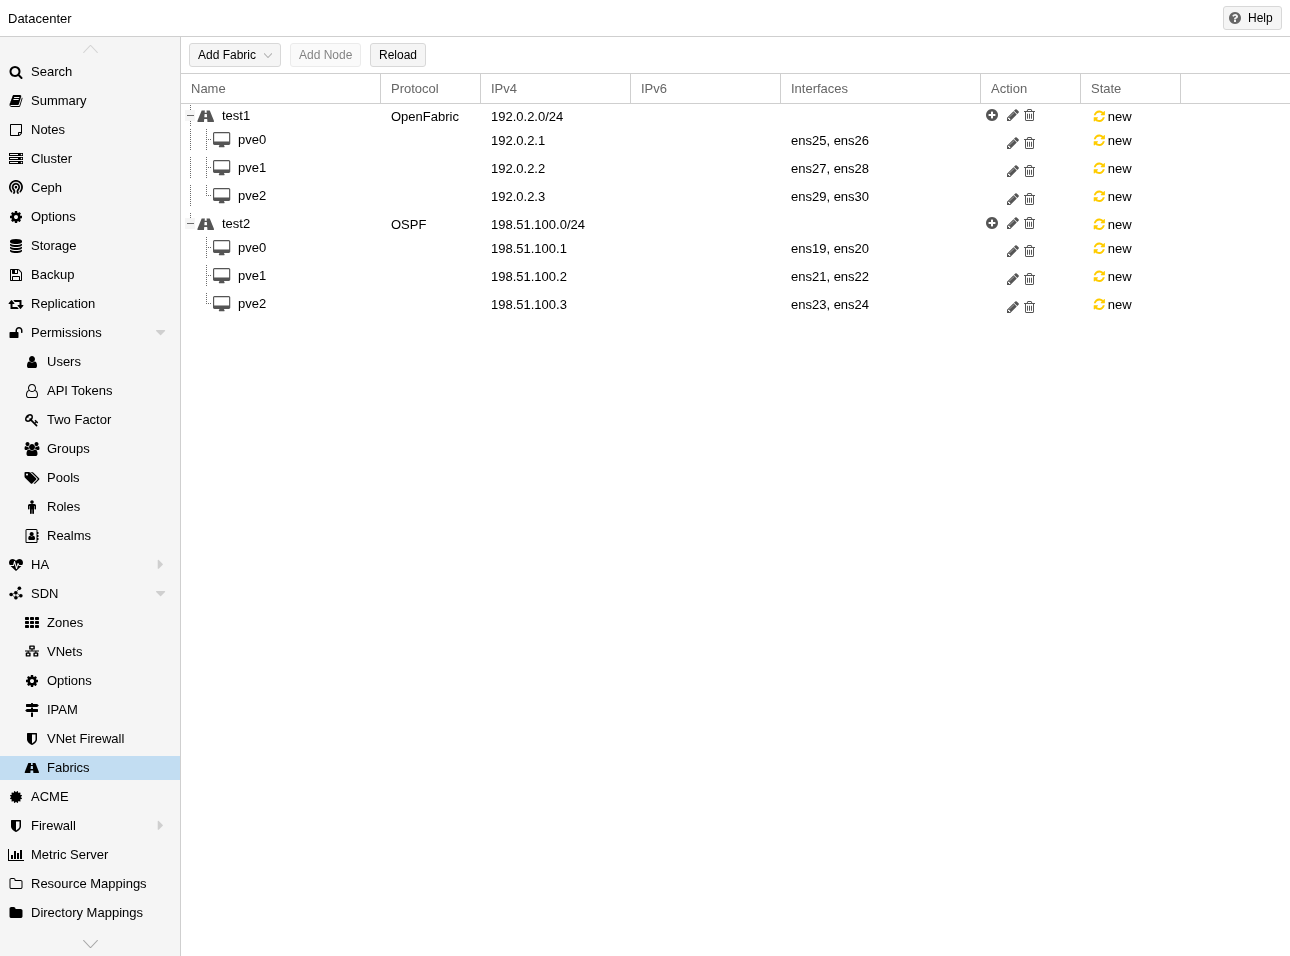 Datacenter
Help
Search
Summary
Notes
Cluster
Ceph
Options
Storage
Backup
Replication
Permissions
Users
API Tokens
Two Factor
Groups
Pools
Roles
Realms
HA
SDN
Zones
VNets
Options
IPAM
VNet Firewall
Fabrics
ACME
Firewall
Metric Server
Resource Mappings
Directory Mappings
Add Fabric Add Node Reload
Name Protocol IPv4 IPv6 Interfaces Action State
test1 OpenFabric 192.0.2.0/24 new
pve0 192.0.2.1 ens25, ens26 new
pve1 192.0.2.2 ens27, ens28 new
pve2 192.0.2.3 ens29, ens30 new
test2 OSPF 198.51.100.0/24 new
pve0 198.51.100.1 ens19, ens20 new
pve1 198.51.100.2 ens21, ens22 new
pve2 198.51.100.3 ens23, ens24 new